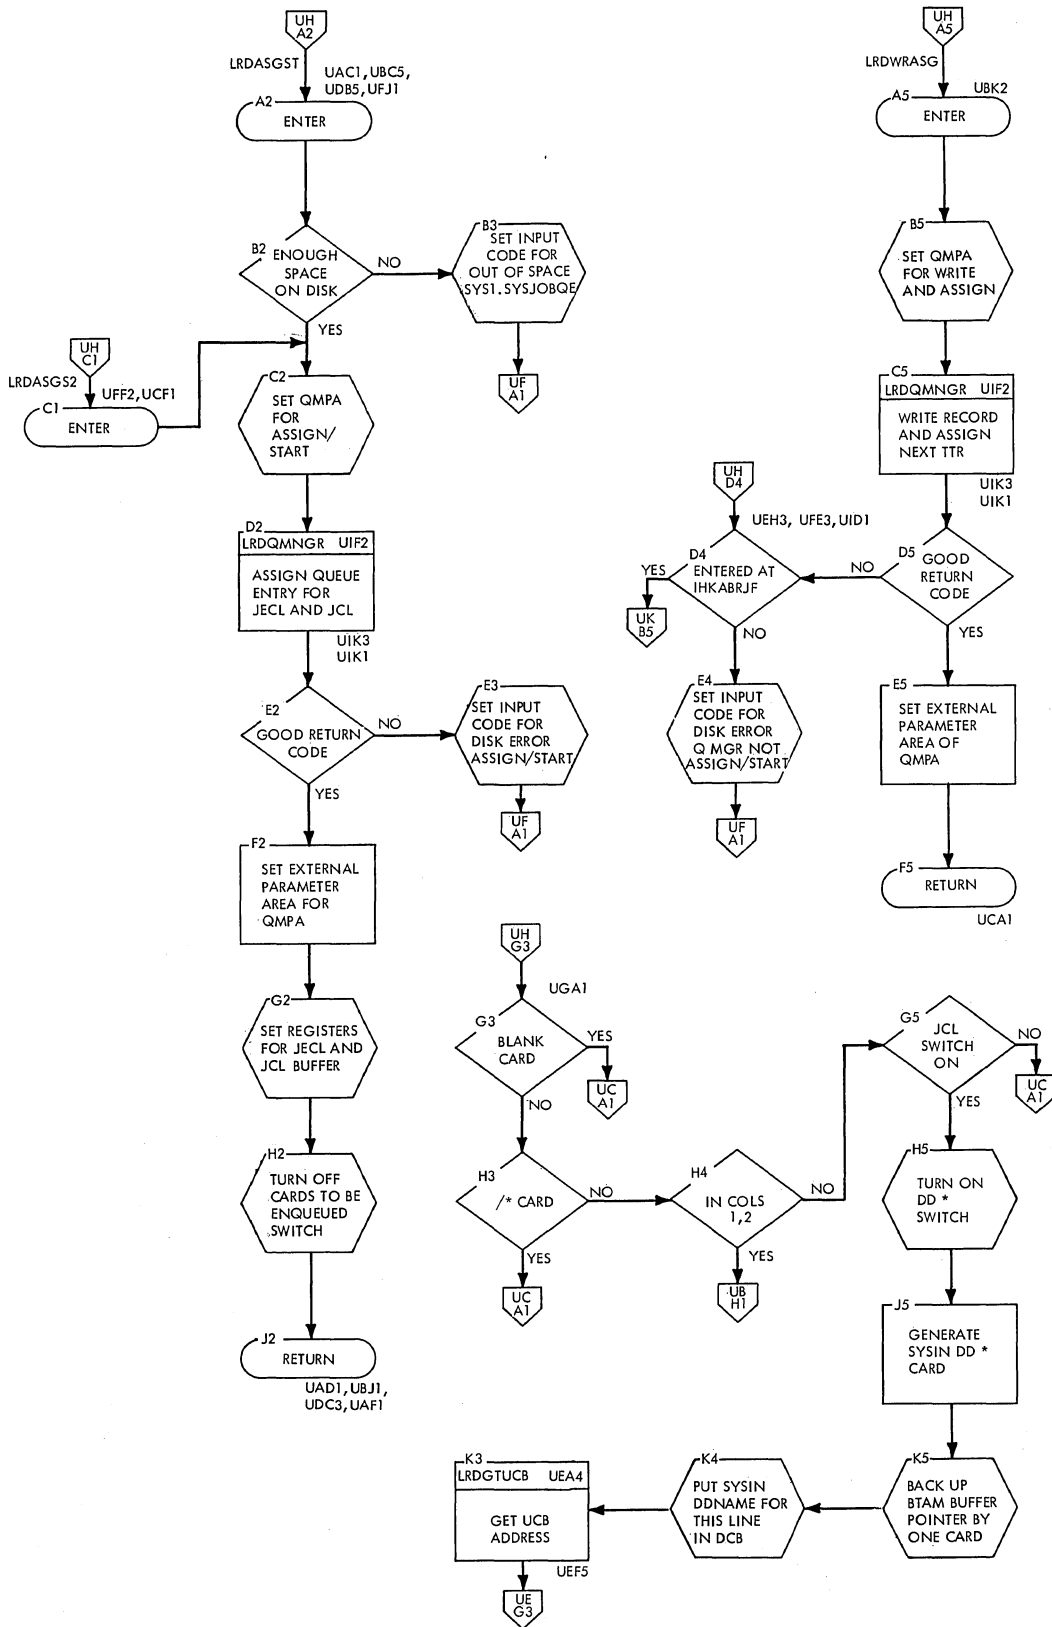 UH
A2
LRDASGST
UAC1, UBC5,
UDB5, UFJ1
A2
ENTER
B2
ENOUGH
SPACE
ON DISK
NO
YES
B3
SET INPUT
CODE FOR
OUT OF SPACE
SYS1.SYSJOBQE
UF
A1
UH
C1
LRDASGS2
UFF2, UCF1
C1
ENTER
C2
SET QMPA
FOR
ASSIGN/
START
D2
LRDQMNGR UIF2
ASSIGN QUEUE
ENTRY FOR
JECL AND JCL
UIK3
UIK1
E2
GOOD RETURN
CODE
NO
YES
E3
SET INPUT
CODE FOR
DISK ERROR
ASSIGN/START
UF
A1
F2
SET EXTERNAL
PARAMETER
AREA FOR
QMPA
G2
SET REGISTERS
FOR JECL AND
JCL BUFFER
H2
TURN OFF
CARDS TO BE
ENQUEUED
SWITCH
J2
RETURN
UAD1, UBJ1,
UDC3, UAF1
UH
A5
LRDWRASG
UBK2
A5
ENTER
B5
SET QMPA
FOR WRITE
AND ASSIGN
C5
LRDQMNGR UIF2
WRITE RECORD
AND ASSIGN
NEXT TTR
UIK3
UIK1
D5
GOOD
RETURN
CODE
NO
YES
UH
D4
UEH3, UFE3, UID1
D4
ENTERED AT
IHKABRJF
YES
UK
B5
NO
E4
SET INPUT
CODE FOR
DISK ERROR
Q MGR NOT
ASSIGN/START
UF
A1
E5
SET EXTERNAL
PARAMETER
AREA OF
QMPA
F5
RETURN
UCA1
UH
G3
UGA1
G3
BLANK
CARD
YES
UC
A1
NO
H3
/* CARD
NO
YES
UC
A1
H4
IN COLS
1,2
NO
YES
UB
H1
G5
JCL
SWITCH
ON
NO
UC
A1
YES
H5
TURN ON
DD *
SWITCH
J5
GENERATE
SYSIN DD *
CARD
K5
BACK UP
BTAM BUFFER
POINTER BY
ONE CARD
K4
PUT SYSIN
DDNAME FOR
THIS LINE
IN DCB
K3
LRDGTUCB UEA4
GET UCB
ADDRESS
UEF5
UE
G3